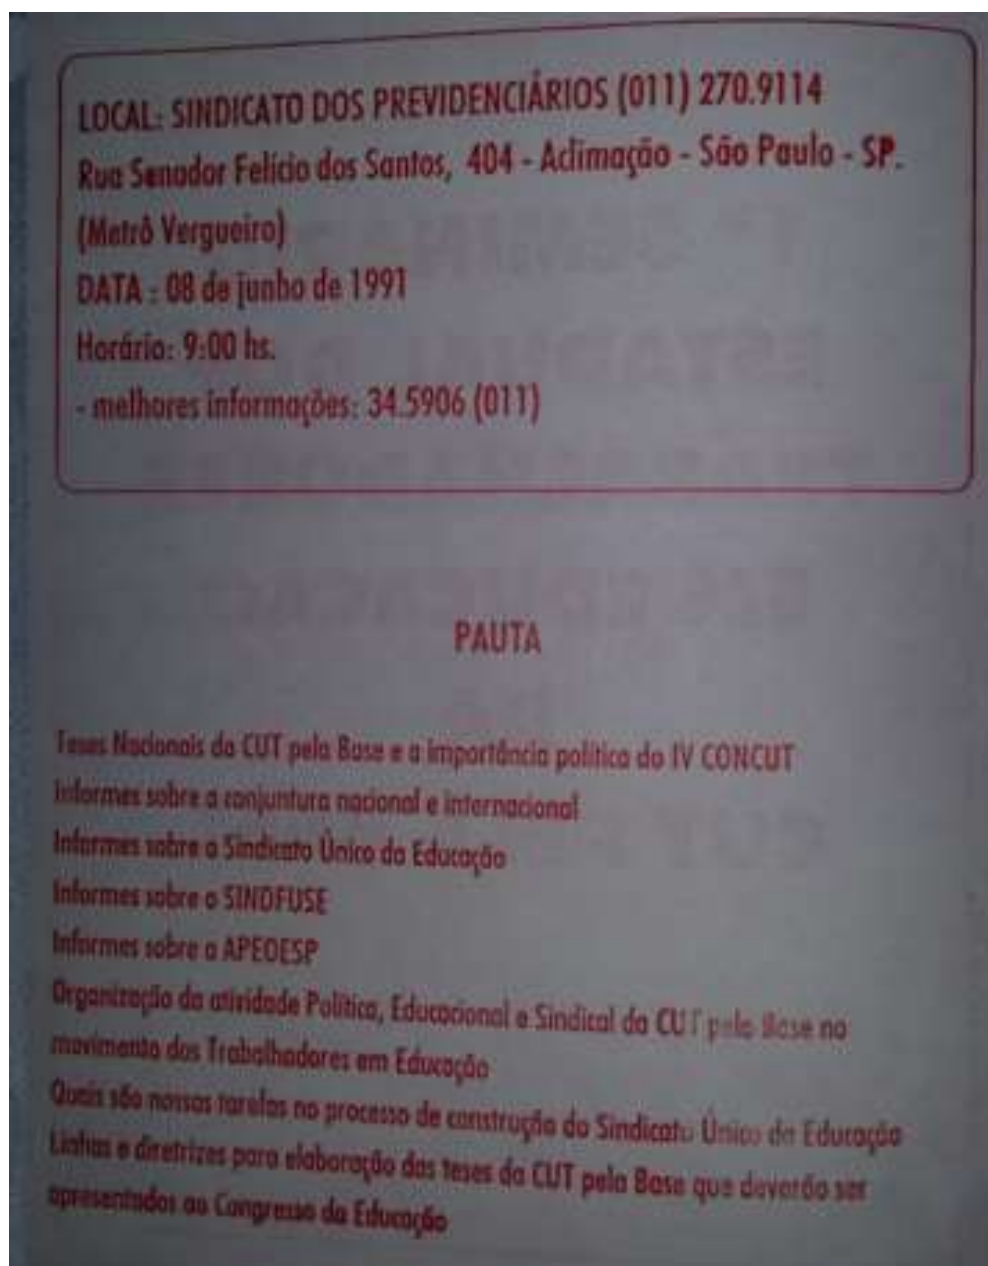 LOCAL: SINDICATO DOS PREVIDENCIÁRIOS (011) 270.9114
Rua Senador Felício dos Santos, 404 - Aclimação - São Paulo - SP.
(Metrô Vergueiro)
DATA : 08 de junho de 1991
Horário: 9:00 hs.
- melhores informações: 34.5906 (011)
PAUTA
Teses Nacionais da CUT pela Base e a importância política do IV CONCUT
Informes sobre a conjuntura nacional e internacional
Informes sobre o Sindicato Único da Educação
Informes sobre o SINDFUSE
Informes sobre a APEOESP
Organização da atividade Política, Educacional e Sindical da CUT pela Base no
movimento dos Trabalhadores em Educação
Quais são nossas tarefas no processo de construção do Sindicato Único da Educação
Linhas e diretrizes para elaboração das teses da CUT pela Base que deverão ser
apresentados ao Congresso da Educação